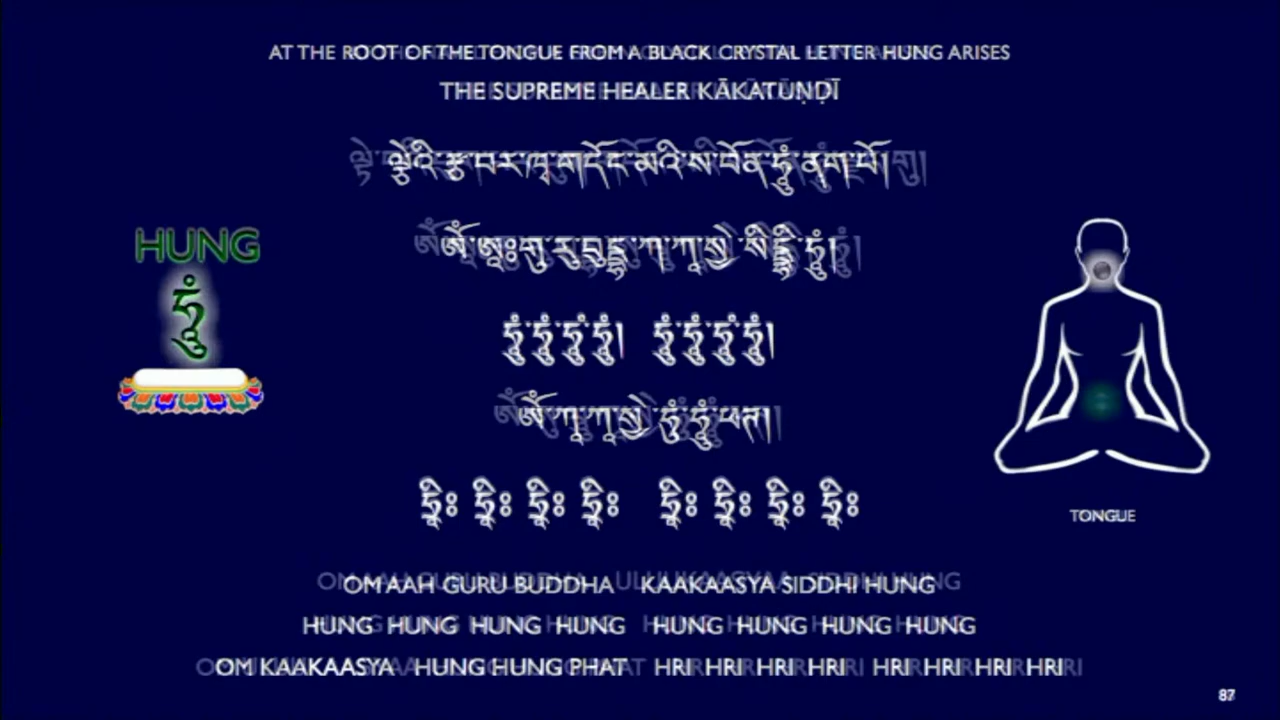 AT THE ROOT OF THE TONGUE FROM A BLACK CRYSTAL LETTER HUNG ARISES
THE SUPREME HEALER KĀKATUṆḌĪ
ལྕེའི་རྩ་བར་ཁྭ་གདོང་མའི་ས་བོན་ཧཱུྃ་ནག་པོ།
HUNG
ཧཱུྃ
ཨོཾ་ཨཱཿགུ་རུ་བུདྡྷ་ཀཱ་ཀཱ་སྱ་སིདྡྷི་ཧཱུྃ།
ཧཱུྃ་ཧཱུྃ་ཧཱུྃ་ཧཱུྃ། ཧཱུྃ་ཧཱུྃ་ཧཱུྃ་ཧཱུྃ།
ཨོཾ་ཀཱ་ཀཱ་སྱ་ཧཱུྃ་ཧཱུྃ་ཕཊ།
ཧྲཱིཿ ཧྲཱིཿ ཧྲཱིཿ ཧྲཱིཿ ཧྲཱིཿ ཧྲཱིཿ ཧྲཱིཿ ཧྲཱིཿ
TONGUE
OM AAH GURU BUDDHA KAAKAASYA SIDDHI HUNG
HUNG HUNG HUNG HUNG HUNG HUNG HUNG HUNG
OM KAAKAASYA HUNG HUNG PHAT HRI HRI HRI HRI HRI HRI HRI HRI
87